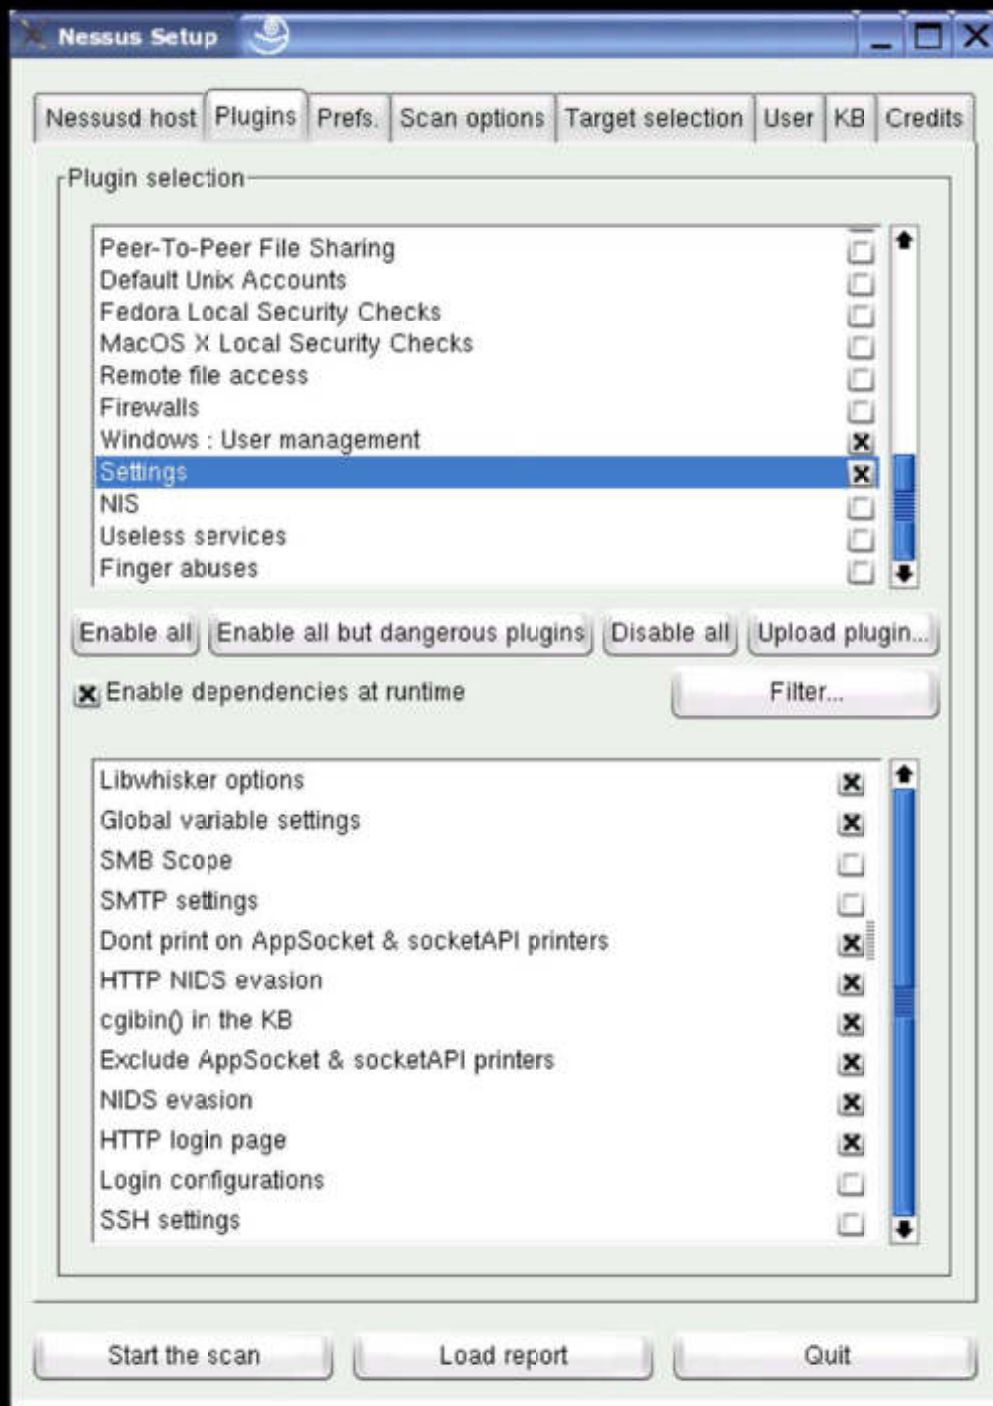 Nessus Setup
Nessusd host Plugins Prefs. Scan options Target selection User KB Credits
Plugin selection
Peer-To-Peer File Sharing
Default Unix Accounts
Fedora Local Security Checks
MacOS X Local Security Checks
Remote file access
Firewalls
Windows : User management
Settings
NIS
Useless services
Finger abuses
Enable all Enable all but dangerous plugins Disable all Upload plugin...
Enable dependencies at runtime Filter...
Libwhisker options
Global variable settings
SMB Scope
SMTP settings
Dont print on AppSocket & socketAPI printers
HTTP NIDS evasion
cgibin() in the KB
Exclude AppSocket & socketAPI printers
NIDS evasion
HTTP login page
Login configurations
SSH settings
Start the scan Load report Quit